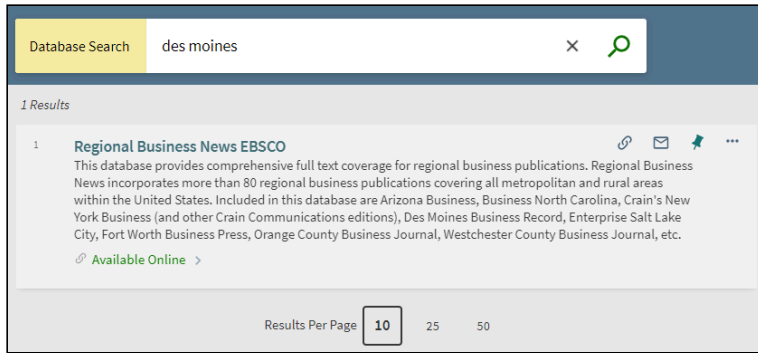 Database Search des moines
1 Results
1 Regional Business News EBSCO
This database provides comprehensive full text coverage for regional business publications. Regional Business
News incorporates more than 80 regional business publications covering all metropolitan and rural areas
within the United States. Included in this database are Arizona Business, Business North Carolina, Crain's New
York Business (and other Crain Communications editions), Des Moines Business Record, Enterprise Salt Lake
City, Fort Worth Business Press, Orange County Business Journal, Westchester County Business Journal, etc.
Available Online
Results Per Page 10 25 50